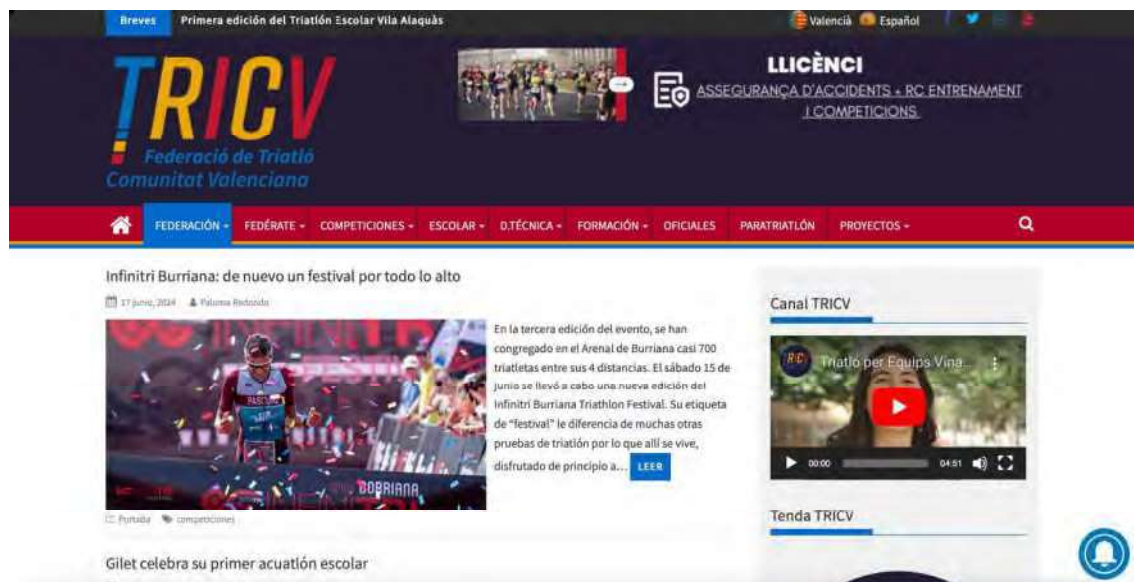 Breves Primera edición del Triatlón Escolar Vila Alaquàs
Valencià Español
TRICV
Federació de Triatló
Comunitat Valenciana
LLICÈNCI
ASSEGURANÇA D'ACCIDENTS + RC ENTRENAMENT
I COMPETICIONS
FEDERACIÓN FEDÉRATE COMPETICIONES ESCOLAR D.TÉCNICA FORMACIÓN OFICIALES PARATRIATLÓN PROYECTOS
Infinitri Burriana: de nuevo un festival por todo lo alto
17 junio, 2024 Paloma Redondo
En la tercera edición del evento, se han
congregado en el Arenal de Burriana casi 700
triatletas entre sus 4 distancias. El sábado 15 de
junio se llevó a cabo una nueva edición del
Infinitri Burriana Triathlon Festival. Su etiqueta
de "festival" le diferencia de muchas otras
pruebas de triatlón por lo que allí se vive,
disfrutado de principio a... LEER
PASCUAL
Portada competiciones
Gilet celebra su primer acuatlón escolar
Canal TRICV
TRICV Triatló per Equips Vina...
00:00 04:51
Tenda TRICV